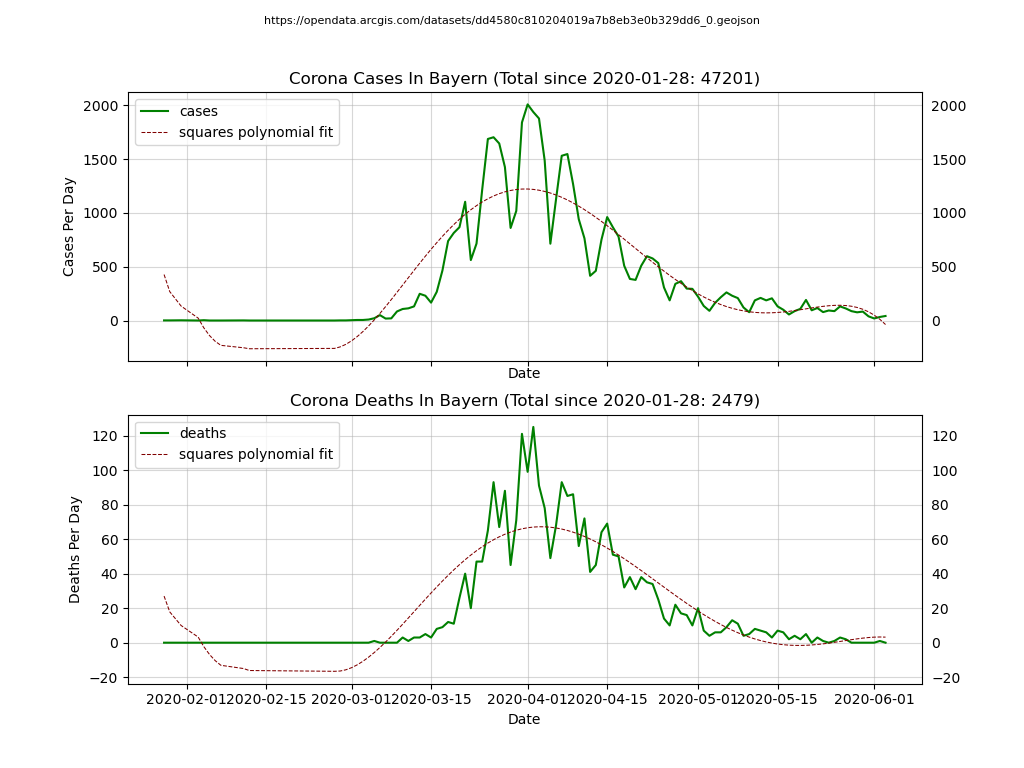 https://opendata.arcgis.com/datasets/dd4580c810204019a7b8eb3e0b329dd6_0.geojson
Corona Cases In Bayern (Total since 2020-01-28: 47201)
cases
squares polynomial fit
Cases Per Day
2000 2000
1500 1500
1000 1000
500 500
0 0
Date
Corona Deaths In Bayern (Total since 2020-01-28: 2479)
deaths
squares polynomial fit
Deaths Per Day
120 120
100 100
80 80
60 60
40 40
20 20
0 0
−20 −20
2020-02-01 2020-02-15 2020-03-01 2020-03-15 2020-04-01 2020-04-15 2020-05-01 2020-05-15 2020-06-01
Date